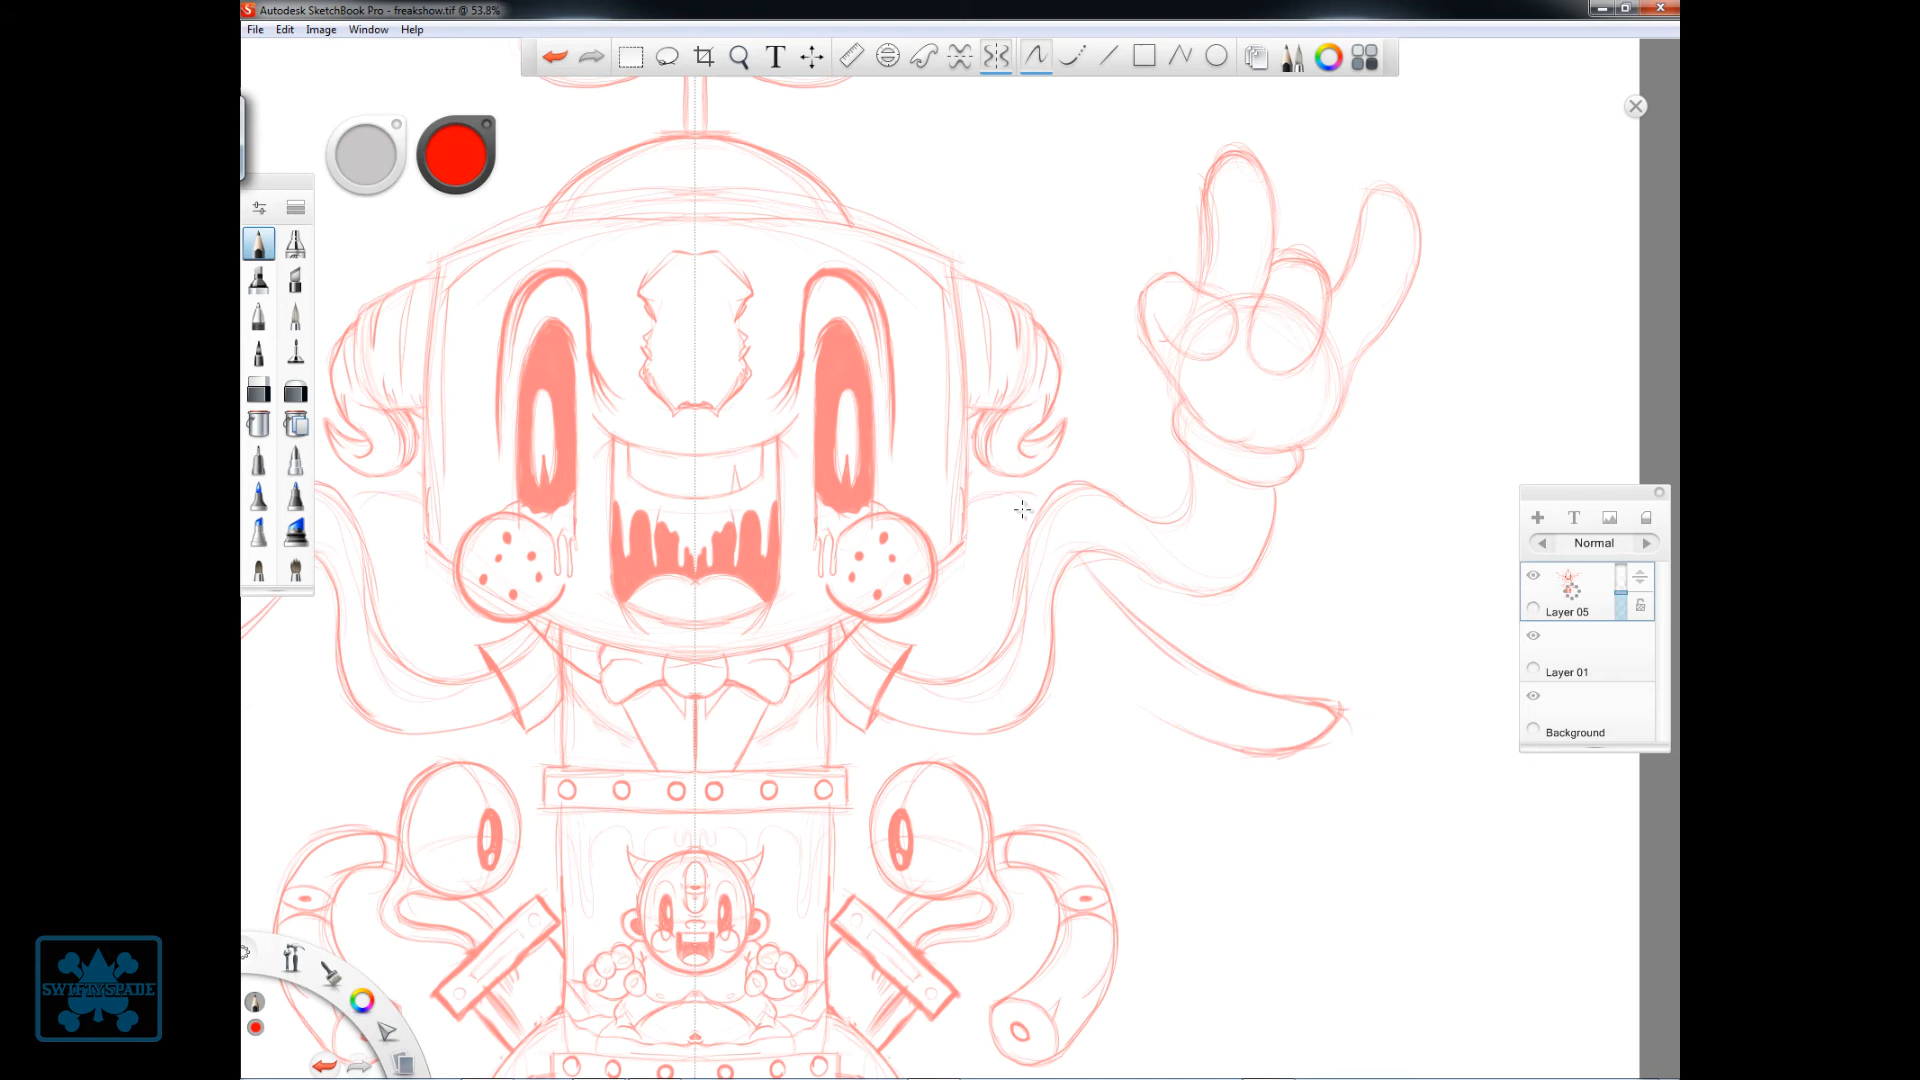 Autodesk SketchBook Pro - freakshow.tif @ 53.8%
File Edit Image Window Help
T
T
Normal
Layer 05
Layer 01
Background
SWIFTYSPADE